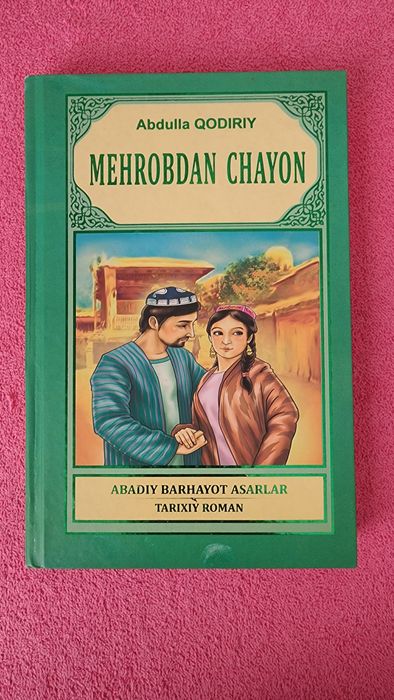 Abdulla QODIRIY
MEHROBDAN CHAYON
ABADIY BARHAYOT ASARLAR
TARIXIY ROMAN